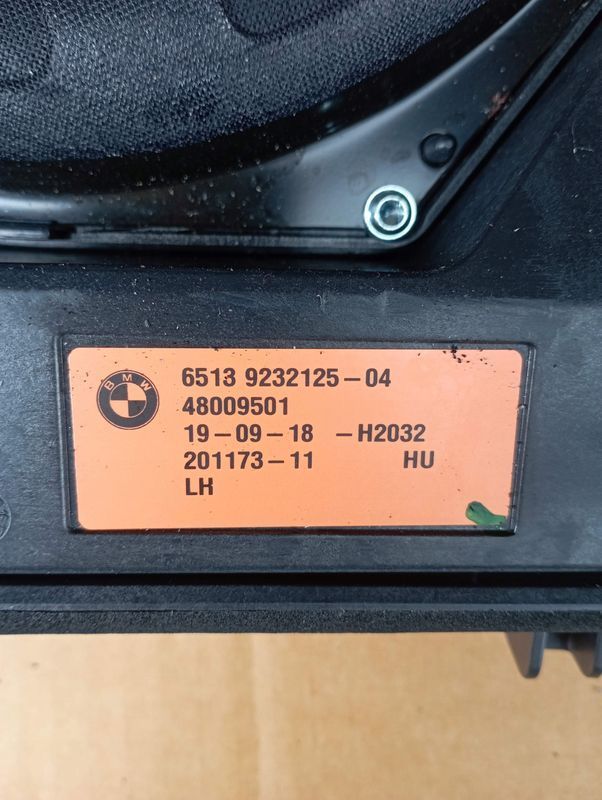 BMW
6513 9232125-04
48009501
19-09-18 -H2032
201173-11 HU
LH